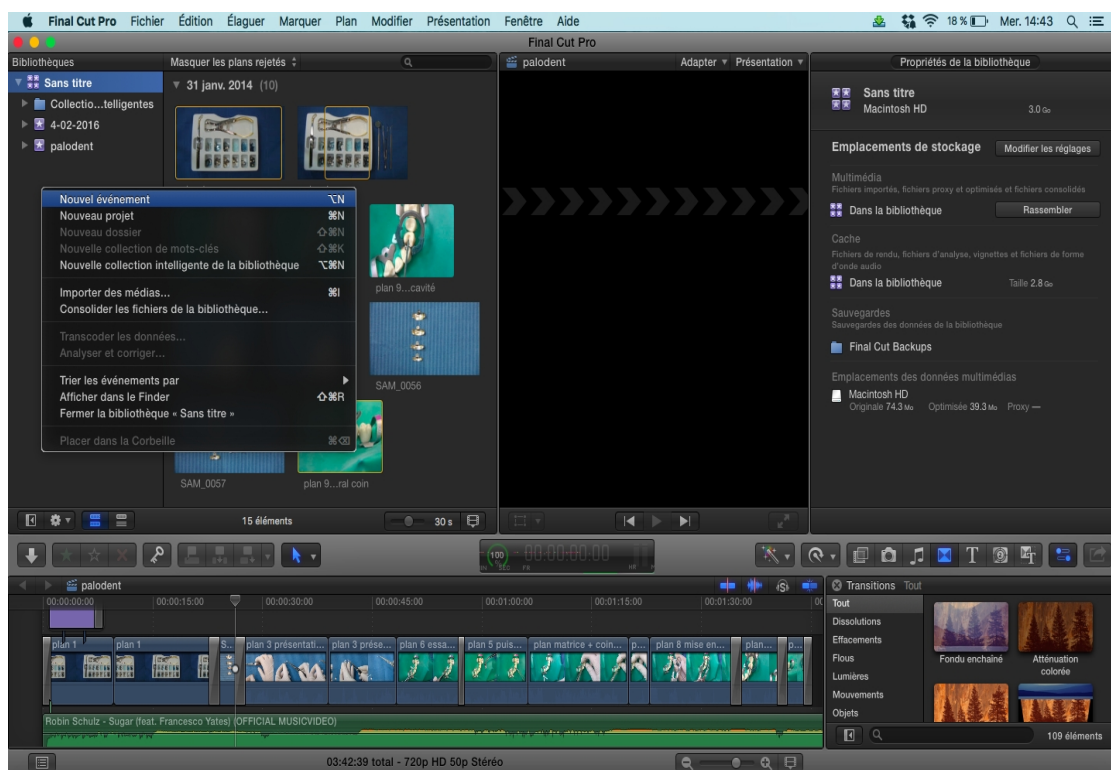 Final Cut Pro Fichier Édition Élaguer Marquer Plan Modifier Présentation Fenêtre Aide 18 % Mer. 14:43
Final Cut Pro
Bibliothèques Masquer les plans rejetés palodent Adapter Présentation Propriétés de la bibliothèque
Sans titre
Collectio...telligentes
4-02-2016
palodent
31 janv. 2014 (10)
Nouvel événement ⌥N
Nouveau projet ⌘N
Nouveau dossier ⇧⌘N
Nouvelle collection de mots-clés ⇧⌘K
Nouvelle collection intelligente de la bibliothèque ⌥⌘N
Importer des médias... ⌘I
Consolider les fichiers de la bibliothèque...
Transcoder les données...
Analyser et corriger...
Trier les événements par
Afficher dans le Finder ⇧⌘R
Fermer la bibliothèque « Sans titre »
Placer dans la Corbeille ⌘⌫
plan 9...cavité
SAM_0056
SAM_0057 plan 9...ral coin
15 éléments 30 s
Sans titre
Macintosh HD 3.0 Go
Emplacements de stockage Modifier les réglages
Multimédia
Fichiers importés, fichiers proxy et optimisés et fichiers consolidés
Dans la bibliothèque Rassembler
Cache
Fichiers de rendu, fichiers d'analyse, vignettes et fichiers de forme
d'onde audio
Dans la bibliothèque Taille 2.8 Go
Sauvegardes
Sauvegardes des données de la bibliothèque
Final Cut Backups
Emplacements des données multimédias
Macintosh HD
Originale 74.3 Mo Optimisée 39.3 Mo Proxy —
100 00:00:00.00
palodent
00:00:00:00 00:00:15:00 00:00:30:00 00:00:45:00 00:01:00:00 00:01:15:00 00:01:30:00
plan 1 plan 1 S... plan 3 présentati... plan 3 prése... plan 6 essa... plan 5 puis... plan matrice + coin... p... plan 8 mise en... plan... p...
Robin Schulz - Sugar (feat. Francesco Yates) (OFFICIAL MUSICVIDEO)
03:42:39 total - 720p HD 50p Stéréo
Transitions Tout
Tout
Dissolutions
Effacements
Flous
Lumières
Mouvements
Objets
Fondu enchaîné Atténuation
colorée
109 éléments